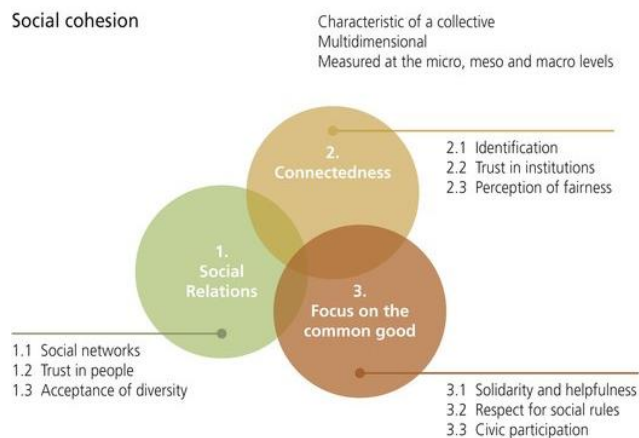 Social cohesion
Characteristic of a collective
Multidimensional
Measured at the micro, meso and macro levels
2.
Connectedness
2.1 Identification
2.2 Trust in institutions
2.3 Perception of fairness
1.
Social
Relations
3.
Focus on the
common good
1.1 Social networks
1.2 Trust in people
1.3 Acceptance of diversity
3.1 Solidarity and helpfulness
3.2 Respect for social rules
3.3 Civic participation